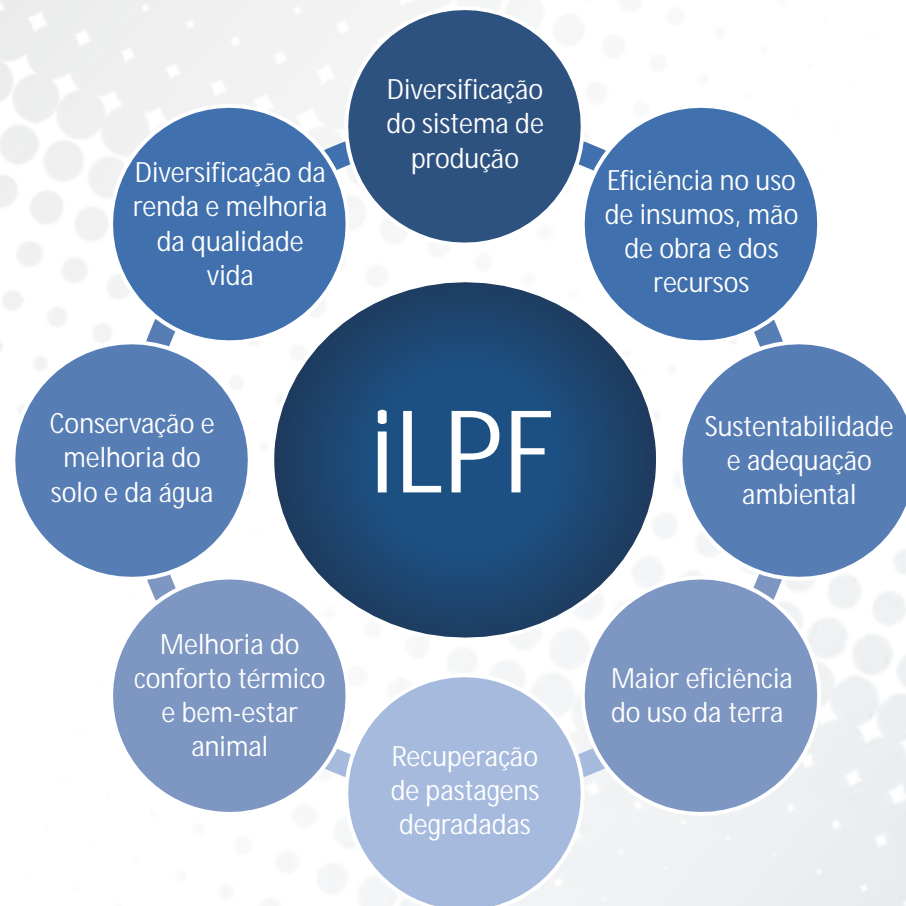 Diversificação
do sistema de
produção
Eficiência no uso
de insumos, mão
de obra e dos
recursos
Sustentabilidade
e adequação
ambiental
Maior eficiência
do uso da terra
Recuperação
de pastagens
degradadas
Melhoria do
conforto térmico
e bem-estar
animal
Conservação e
melhoria do
solo e da água
Diversificação da
renda e melhoria
da qualidade
vida
iLPF